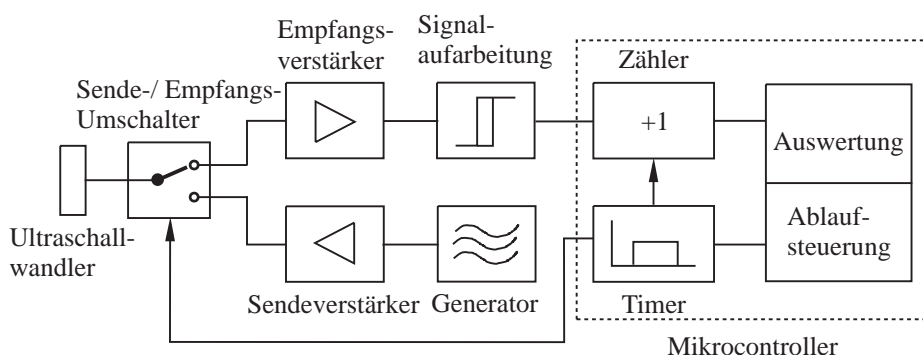 Empfangs-
verstärker
Signal-
aufarbeitung
Zähler
Sende-/ Empfangs-
Umschalter
+1
Auswertung
Ultraschall-
wandler
Ablauf-
steuerung
Sendeverstärker
Generator
Timer
Mikrocontroller